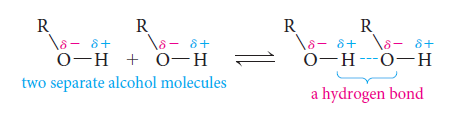 R R R R
δ− δ+ δ− δ+ δ− δ+ δ− δ+
O—H + O—H ⇌ O—H---O—H
two separate alcohol molecules
a hydrogen bond